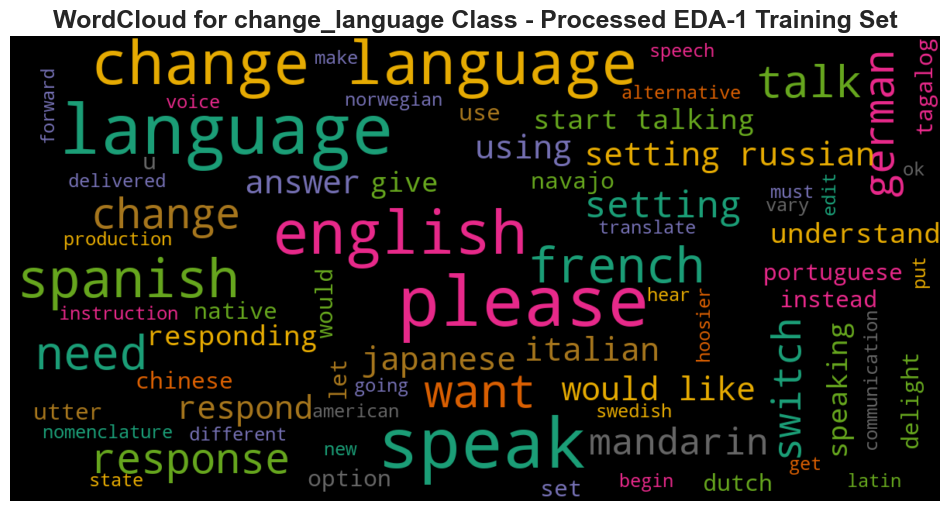 WordCloud for change_language Class - Processed EDA-1 Training Set
change language
make
speech
forward
voice
norwegian
use
alternative
talk
german
tagalog
language
start talking
u
using
setting russian
ok
delivered
answer
give
navajo
must
vary
edit
change
setting
translate
production
english
understand
spanish
french
portuguese
put
please
hear
instead
instruction
native
would
responding
hoosier
need
japanese
italian
switch
speaking
communication
delight
chinese
let
going
want
would like
utter
respond
american
swedish
nomenclature
different
speak
mandarin
response
new
get
state
option
set
begin
dutch
latin